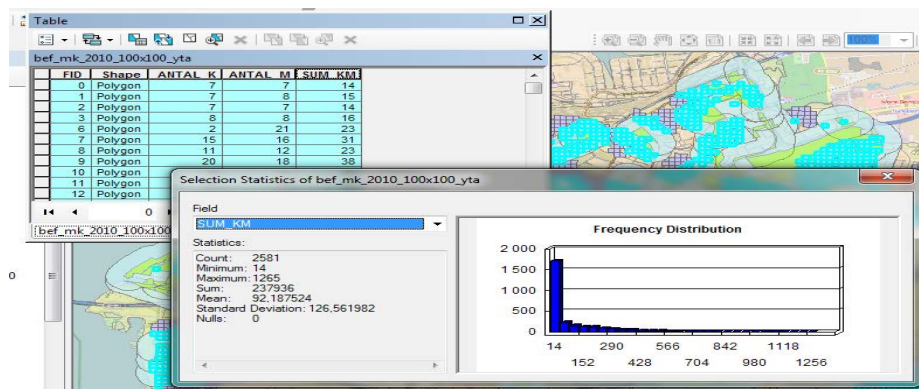 Table
bef_mk_2010_100x100_yta
FID Shape ANTAL_K ANTAL_M SUM_KM
0 Polygon 7 7 14
1 Polygon 7 8 15
2 Polygon 7 7 14
3 Polygon 8 8 16
6 Polygon 2 21 23
7 Polygon 15 16 31
8 Polygon 11 12 23
9 Polygon 20 18 38
10 Polygon
11 Polygon
12 Polygon
0
bef_mk_2010_100x100
100%
Selection Statistics of bef_mk_2010_100x100_yta
Field
SUM_KM
Statistics:
Count: 2581
Minimum: 14
Maximum: 1265
Sum: 237936
Mean: 92,187524
Standard Deviation: 126,561982
Nulls: 0
Frequency Distribution
2 000
1 500
1 000
500
0
14 290 566 842 1118
152 428 704 980 1256